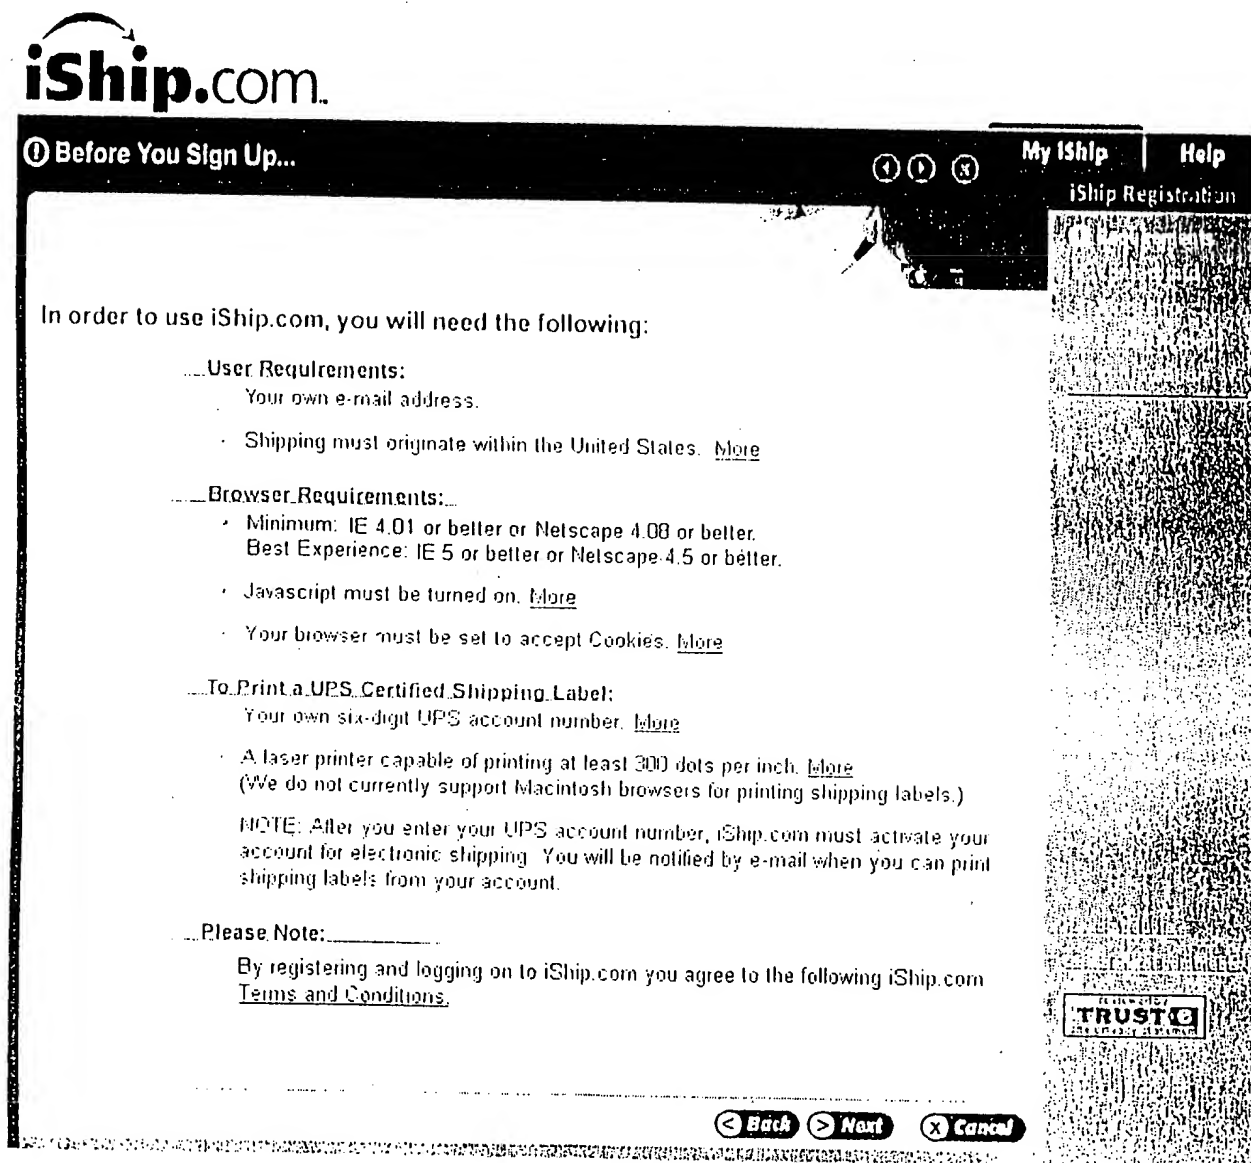 iShip.com
Before You Sign Up...
My iShip
Help
iShip Registration
In order to use iShip.com, you will need the following:
User Requirements:
Your own e-mail address.
· Shipping must originate within the United States. More
Browser Requirements:
· Minimum: IE 4.01 or better or Netscape 4.08 or better.
Best Experience: IE 5 or better or Netscape 4.5 or better.
· Javascript must be turned on. More
· Your browser must be set to accept Cookies. More
To Print a UPS Certified Shipping Label:
Your own six-digit UPS account number. More
· A laser printer capable of printing at least 300 dots per inch. More
(We do not currently support Macintosh browsers for printing shipping labels.)
NOTE: After you enter your UPS account number, iShip.com must activate your
account for electronic shipping. You will be notified by e-mail when you can print
shipping labels from your account.
Please Note:
By registering and logging on to iShip.com you agree to the following iShip.com
Terms and Conditions.
reviewed by
TRUSTe
site privacy statement
< Back
> Next
X Cancel